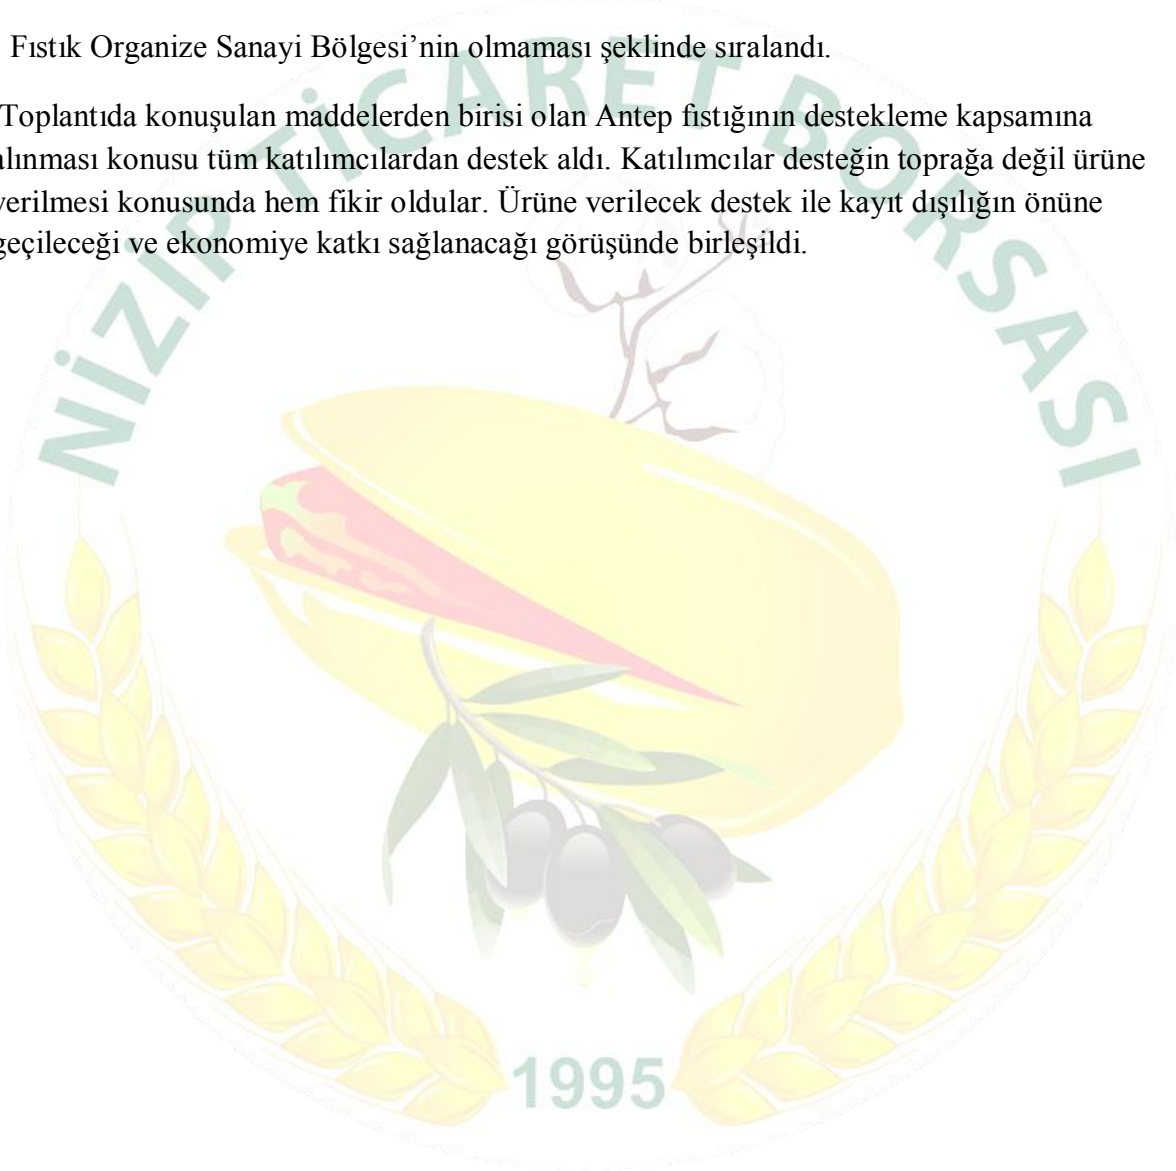 Fıstık Organize Sanayi Bölgesi’nin olmaması şeklinde sıralandı.
Toplantıda konuşulan maddelerden birisi olan Antep fıstığının destekleme kapsamına
alınması konusu tüm katılımcılardan destek aldı. Katılımcılar desteğin toprağa değil ürüne
verilmesi konusunda hem fikir oldular. Ürüne verilecek destek ile kayıt dışılığın önüne
geçileceği ve ekonomiye katkı sağlanacağı görüşünde birleşildi.
NİZİP TİCARET BORSASI
1995